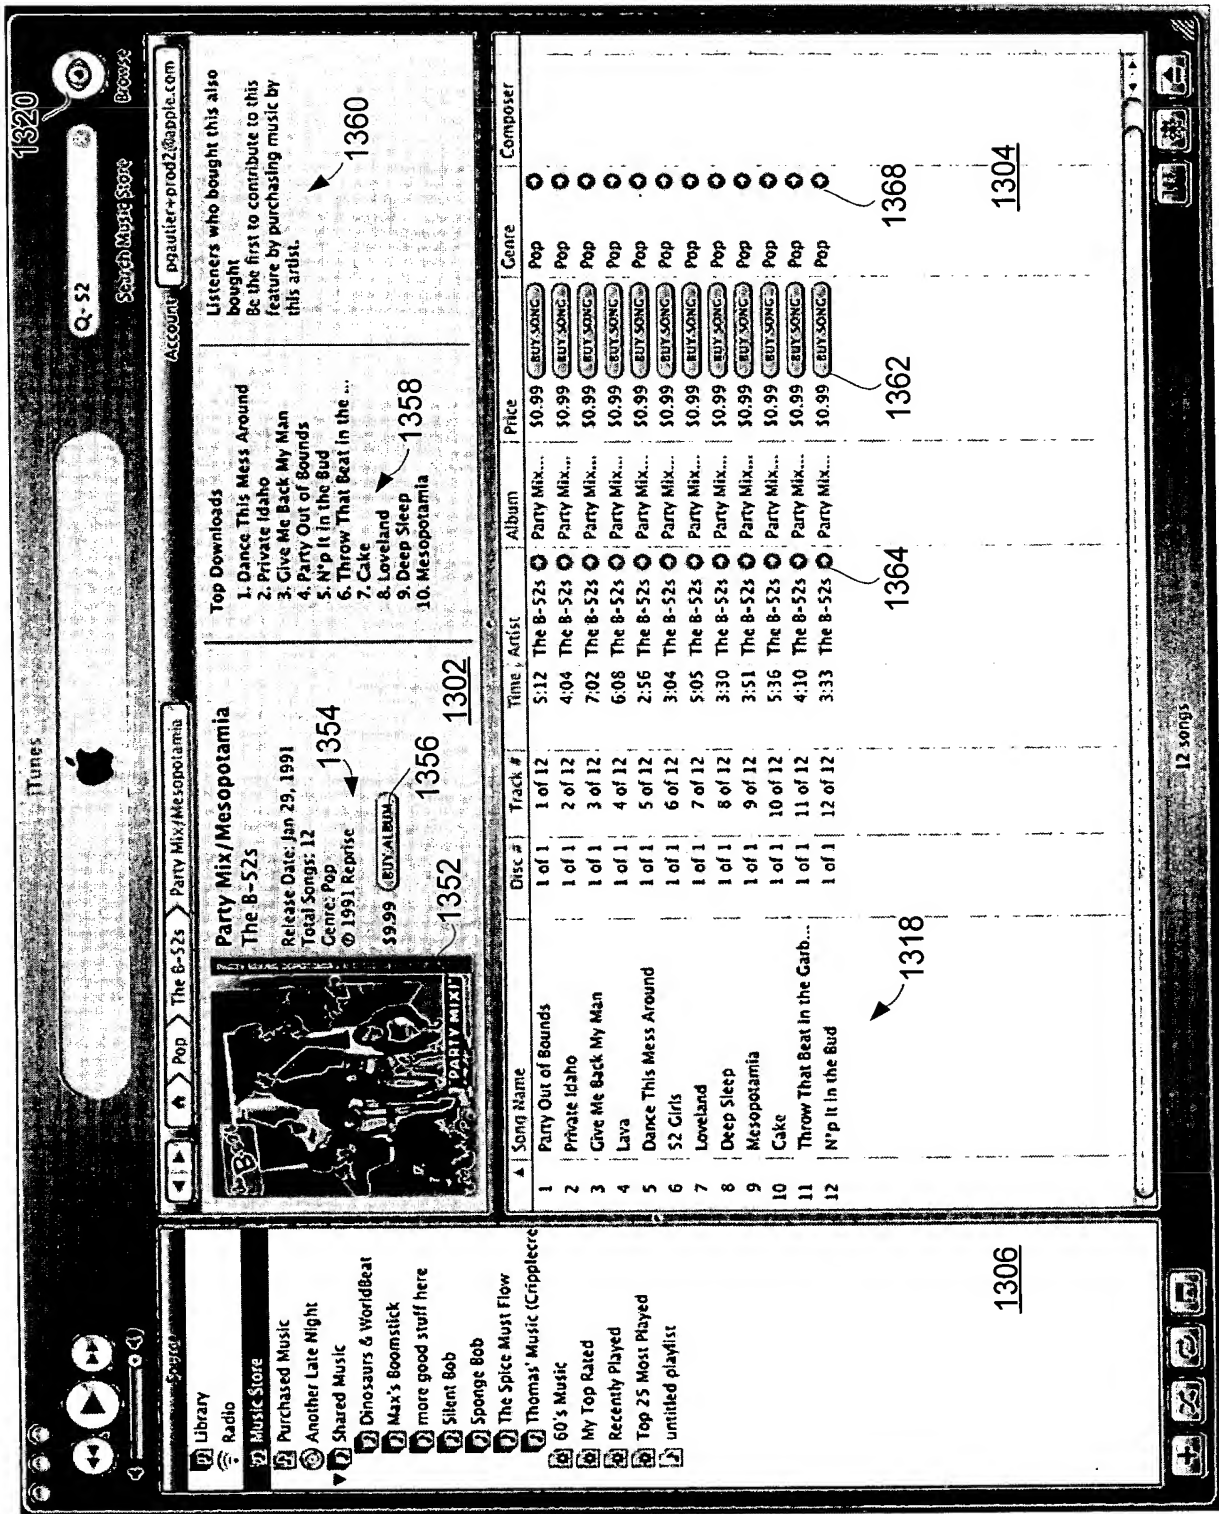 iTunes
1320
Q- 52
Search Music Store
Browse
Source
Library
Radio
Music Store
Purchased Music
Another Late Night
Shared Music
Dinosaurs & WorldBeat
Max's Boomstick
more good stuff here
Silent Bob
Sponge Bob
The Spice Must Flow
Thomas' Music (Cripplecre
60's Music
My Top Rated
Recently Played
Top 25 Most Played
untitled playlist
1306
Pop The B-52s Party Mix/Mesopotamia
Account: pgautier+prod2@apple.com
PARTY MIX!
Party Mix/Mesopotamia
The B-52s
Release Date: Jan 29, 1991
Total Songs: 12
Genre: Pop
℗ 1991 Reprise
1354
$9.99 BUY ALBUM
1356
1352
1302
Top Downloads
1. Dance This Mess Around
2. Private Idaho
3. Give Me Back My Man
4. Party Out of Bounds
5. N*p It in the Bud
6. Throw That Beat in the ...
7. Cake
8. Loveland
9. Deep Sleep
10. Mesopotamia
1358
Listeners who bought this also
bought
Be the first to contribute to this
feature by purchasing music by
this artist.
1360
Song Name Disc # Track # Time Artist Album Price Genre Composer
1 Party Out of Bounds 1 of 1 1 of 12 5:12 The B-52s Party Mix... $0.99 BUY SONG Pop
2 Private Idaho 1 of 1 2 of 12 4:04 The B-52s Party Mix... $0.99 BUY SONG Pop
3 Give Me Back My Man 1 of 1 3 of 12 7:02 The B-52s Party Mix... $0.99 BUY SONG Pop
4 Lava 1 of 1 4 of 12 6:08 The B-52s Party Mix... $0.99 BUY SONG Pop
5 Dance This Mess Around 1 of 1 5 of 12 2:56 The B-52s Party Mix... $0.99 BUY SONG Pop
6 52 Girls 1 of 1 6 of 12 3:04 The B-52s Party Mix... $0.99 BUY SONG Pop
7 Loveland 1 of 1 7 of 12 5:05 The B-52s Party Mix... $0.99 BUY SONG Pop
8 Deep Sleep 1 of 1 8 of 12 3:30 The B-52s Party Mix... $0.99 BUY SONG Pop
9 Mesopotamia 1 of 1 9 of 12 3:51 The B-52s Party Mix... $0.99 BUY SONG Pop
10 Cake 1 of 1 10 of 12 5:36 The B-52s Party Mix... $0.99 BUY SONG Pop
11 Throw That Beat in the Garb... 1 of 1 11 of 12 4:10 The B-52s Party Mix... $0.99 BUY SONG Pop
12 N*p It in the Bud 1 of 1 12 of 12 3:33 The B-52s Party Mix... $0.99 BUY SONG Pop
1318
1364
1362
1368
1304
12 songs